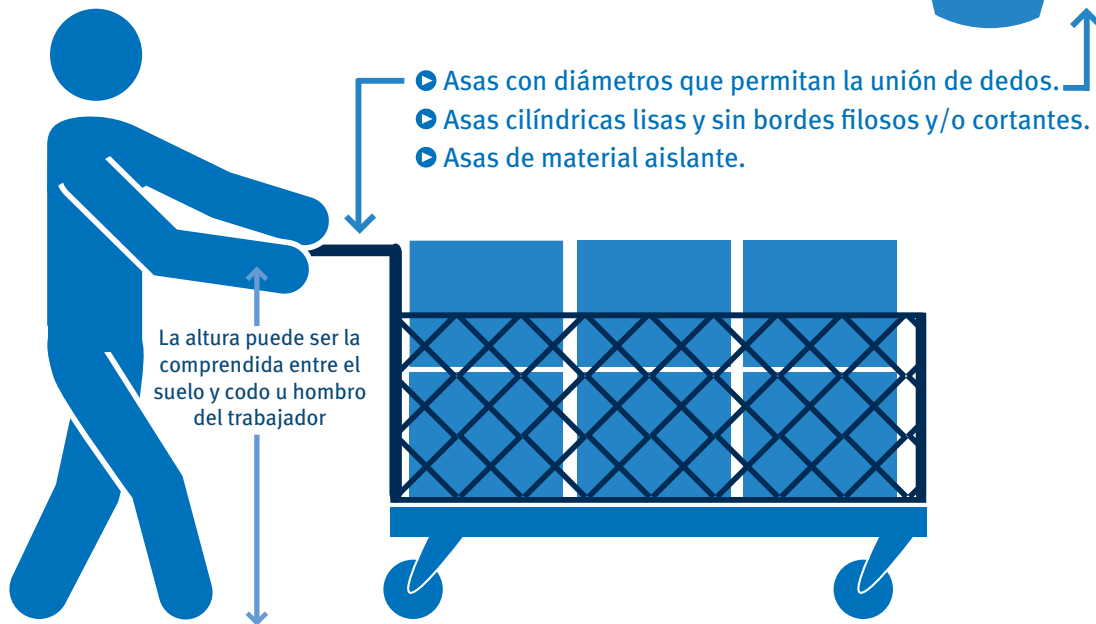 Asas con diámetros que permitan la unión de dedos.
Asas cilíndricas lisas y sin bordes filosos y/o cortantes.
Asas de material aislante.
La altura puede ser la
comprendida entre el
suelo y codo u hombro
del trabajador